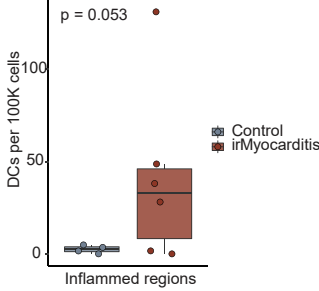 p = 0.053
DCs per 100K cells
100
50
0
Inflammed regions
Control
irMyocarditis